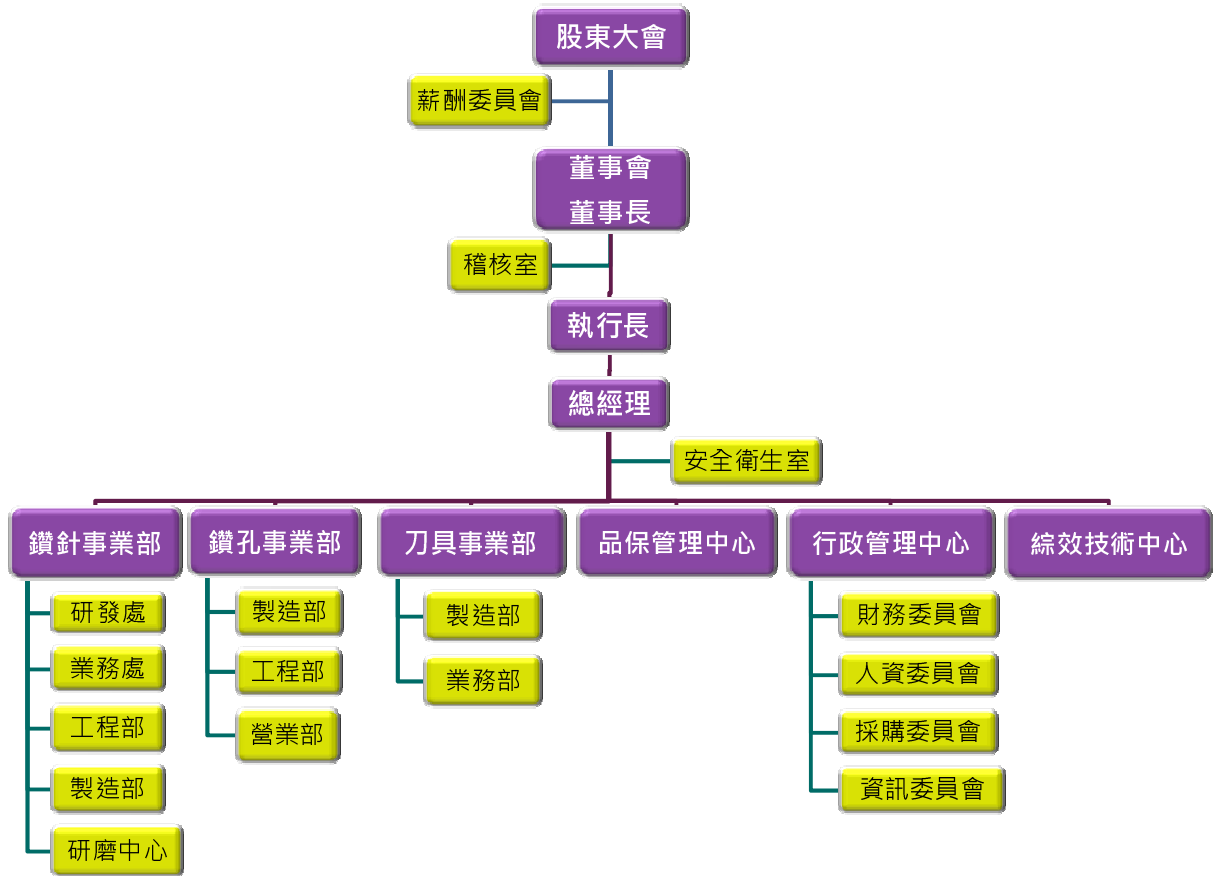 股東大會
薪酬委員會
董事會
董事長
稽核室
執行長
總經理
安全衛生室
鑽針事業部
鑽孔事業部
刀具事業部
品保管理中心
行政管理中心
綜效技術中心
研發處
業務處
工程部
製造部
研磨中心
製造部
工程部
營業部
製造部
業務部
財務委員會
人資委員會
採購委員會
資訊委員會